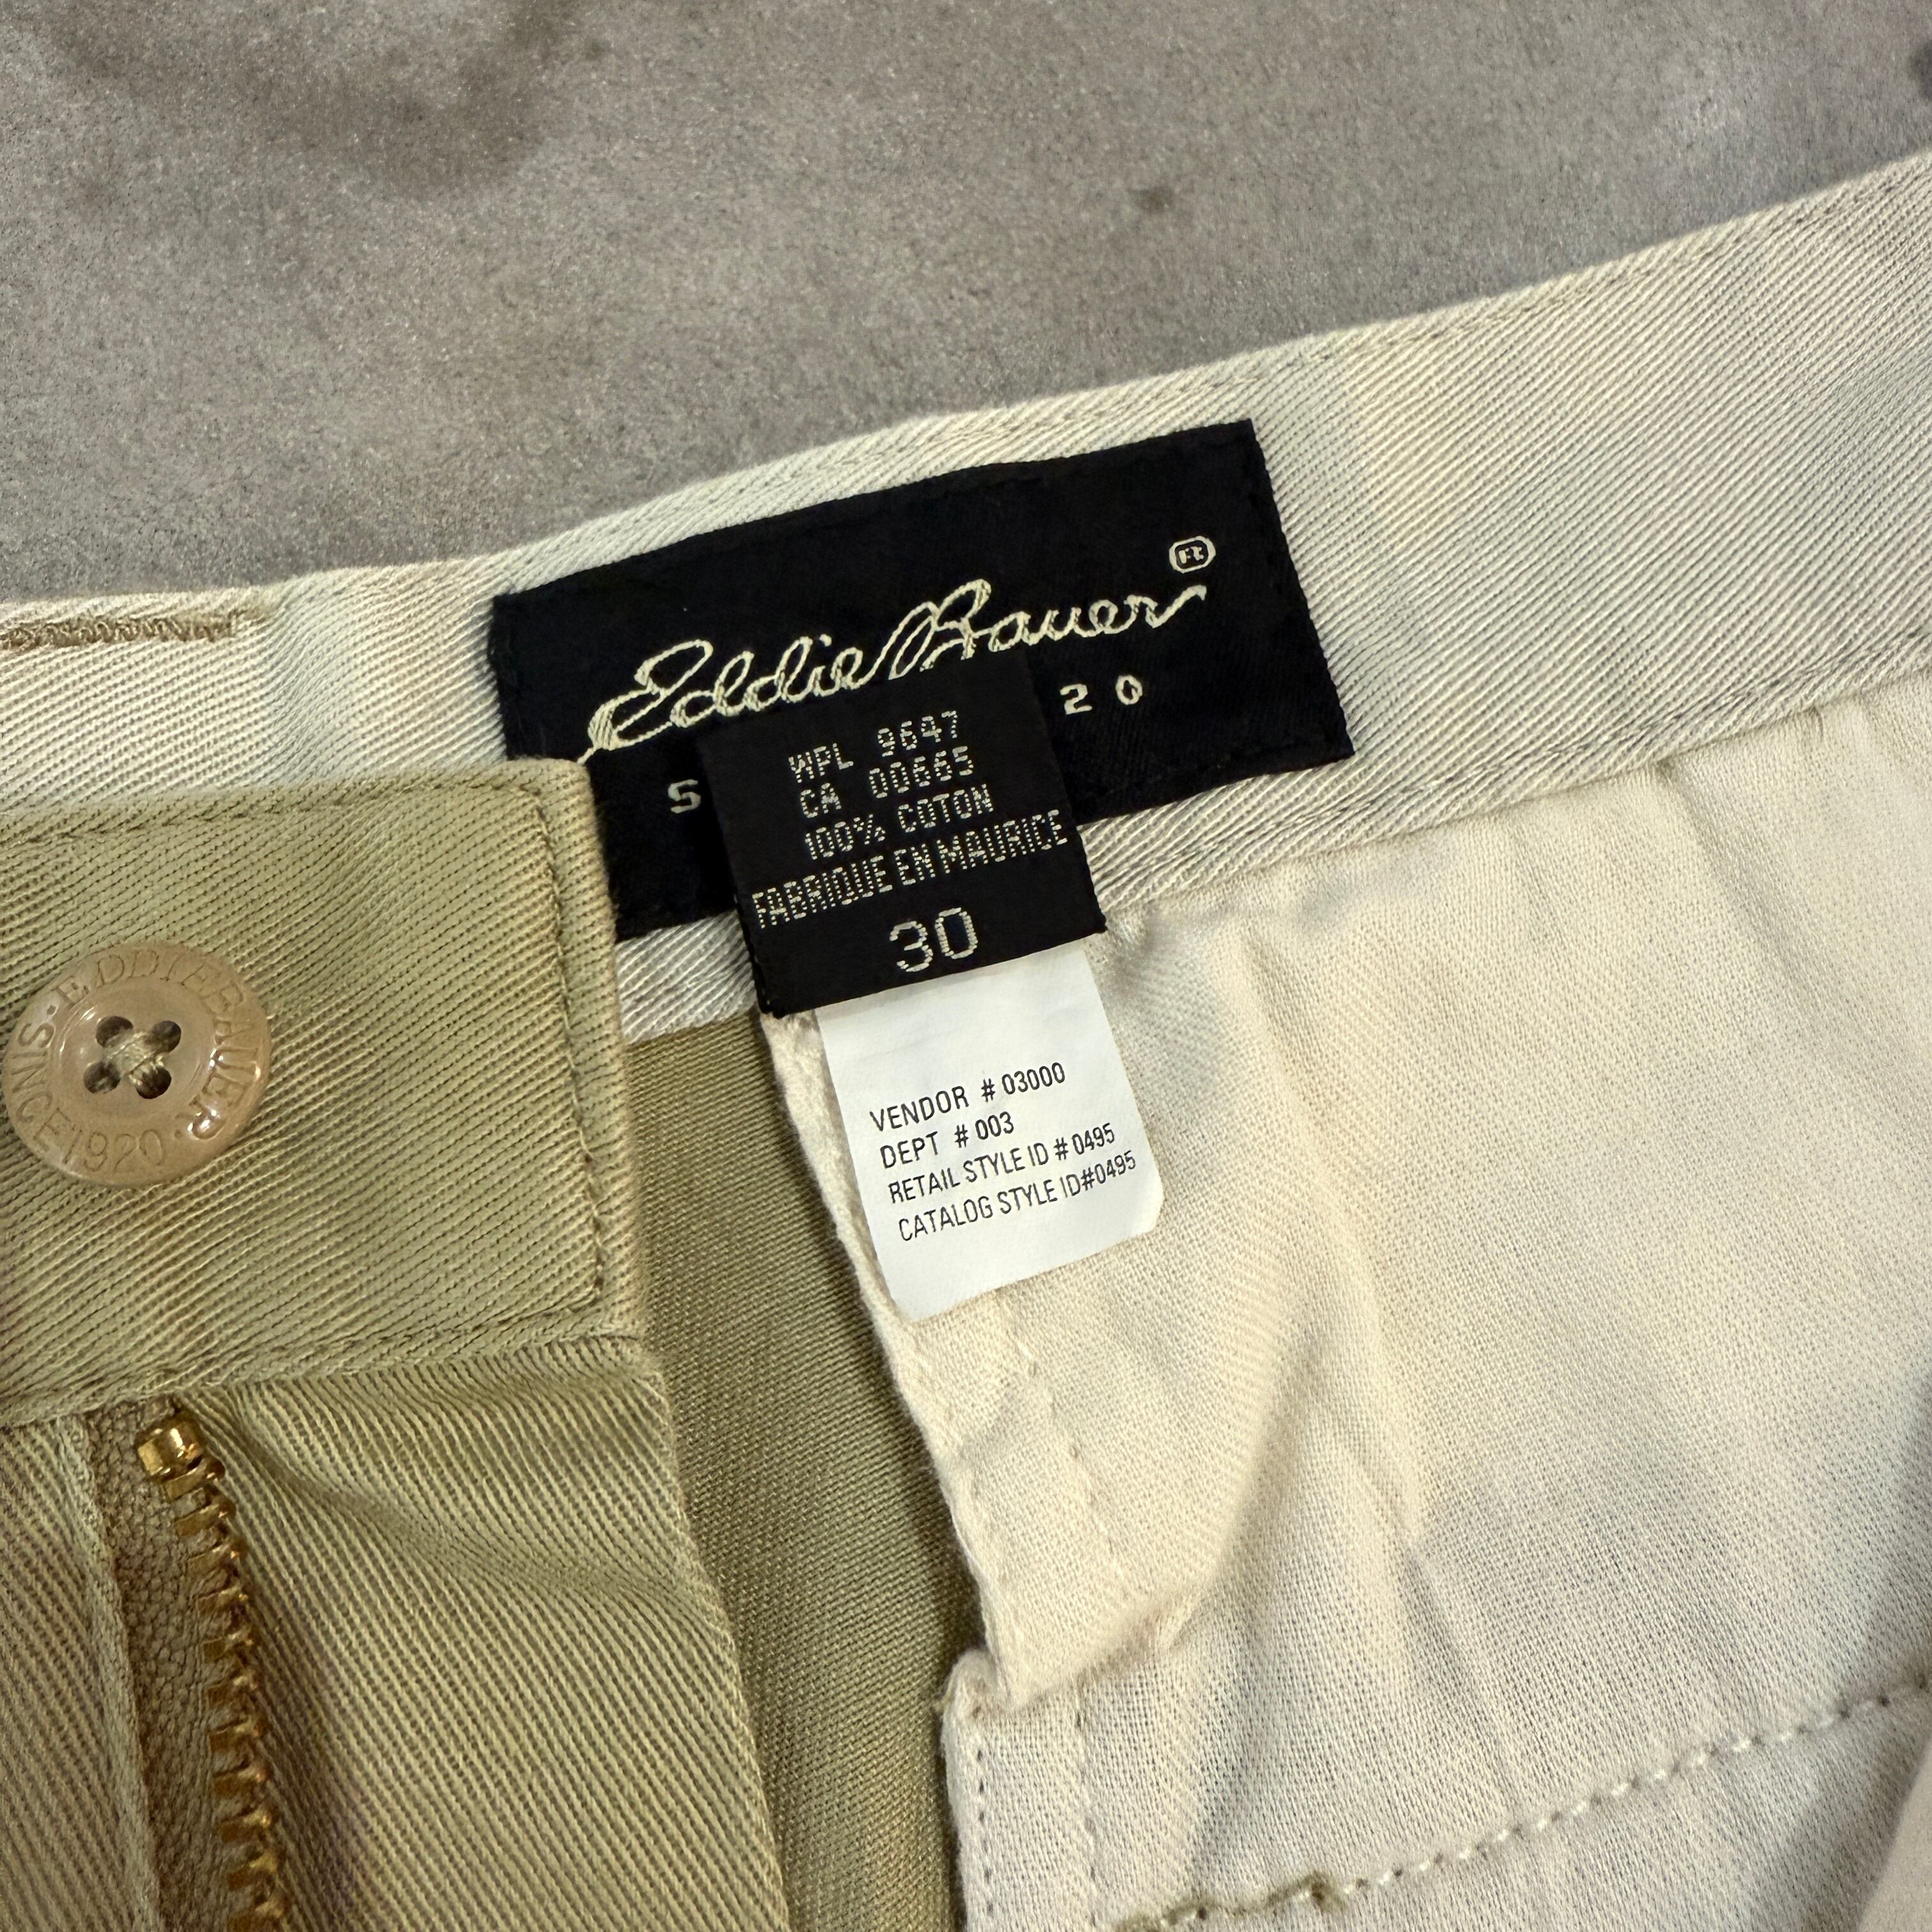 Eddie Bauer®
S
20
WPL 9647
CA 00665
100% COTON
FABRIQUE EN MAURICE
30
VENDOR # 03000
DEPT # 003
RETAIL STYLE ID # 0495
CATALOG STYLE ID#0495
·EDDIE BAUER·
SINCE 1920